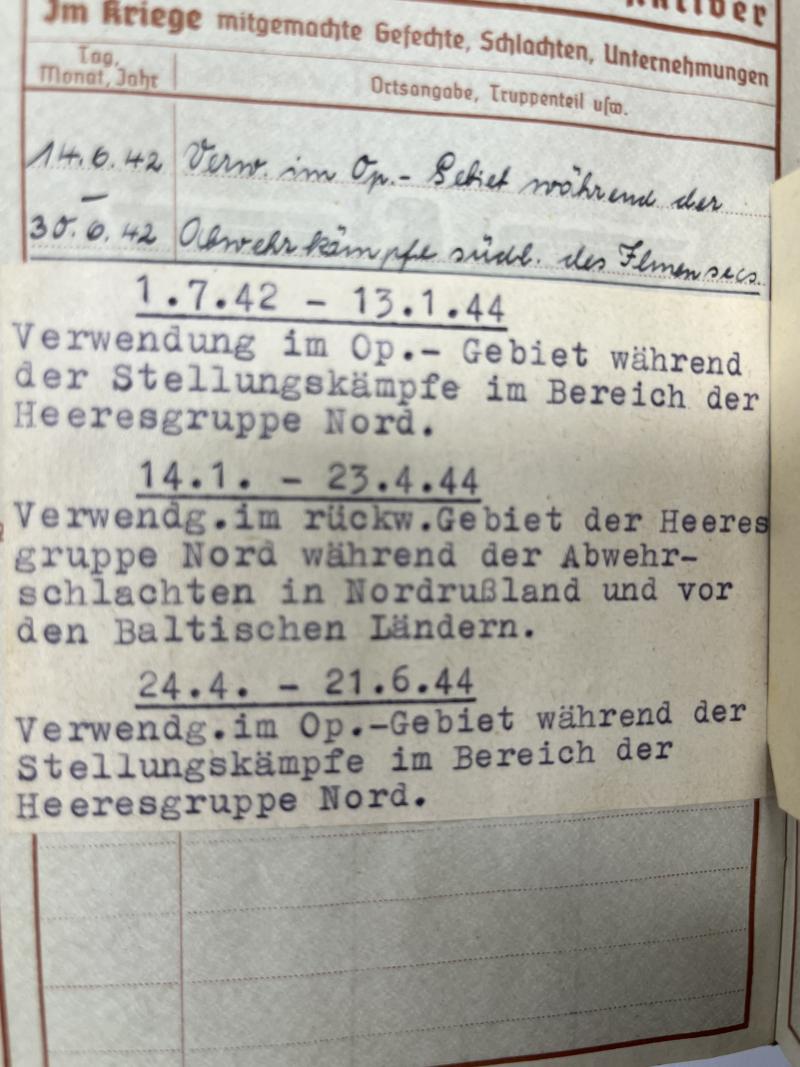 Im Kriege mitgemachte Gefechte, Schlachten, Unternehmungen
Tag,
Monat, Jahr
Ortsangabe, Truppenteil usw.
14.6.42 Verw. im Op.- Gebiet während der
–
30.6.42 Abwehrkämpfe südl. des Ilmensees.
1.7.42 - 13.1.44
Verwendung im Op.- Gebiet während
der Stellungskämpfe im Bereich der
Heeresgruppe Nord.
14.1. - 23.4.44
Verwendg.im rückw.Gebiet der Heeres
gruppe Nord während der Abwehr-
schlachten in Nordrußland und vor
den Baltischen Ländern.
24.4. - 21.6.44
Verwendg.im Op.-Gebiet während der
Stellungskämpfe im Bereich der
Heeresgruppe Nord.